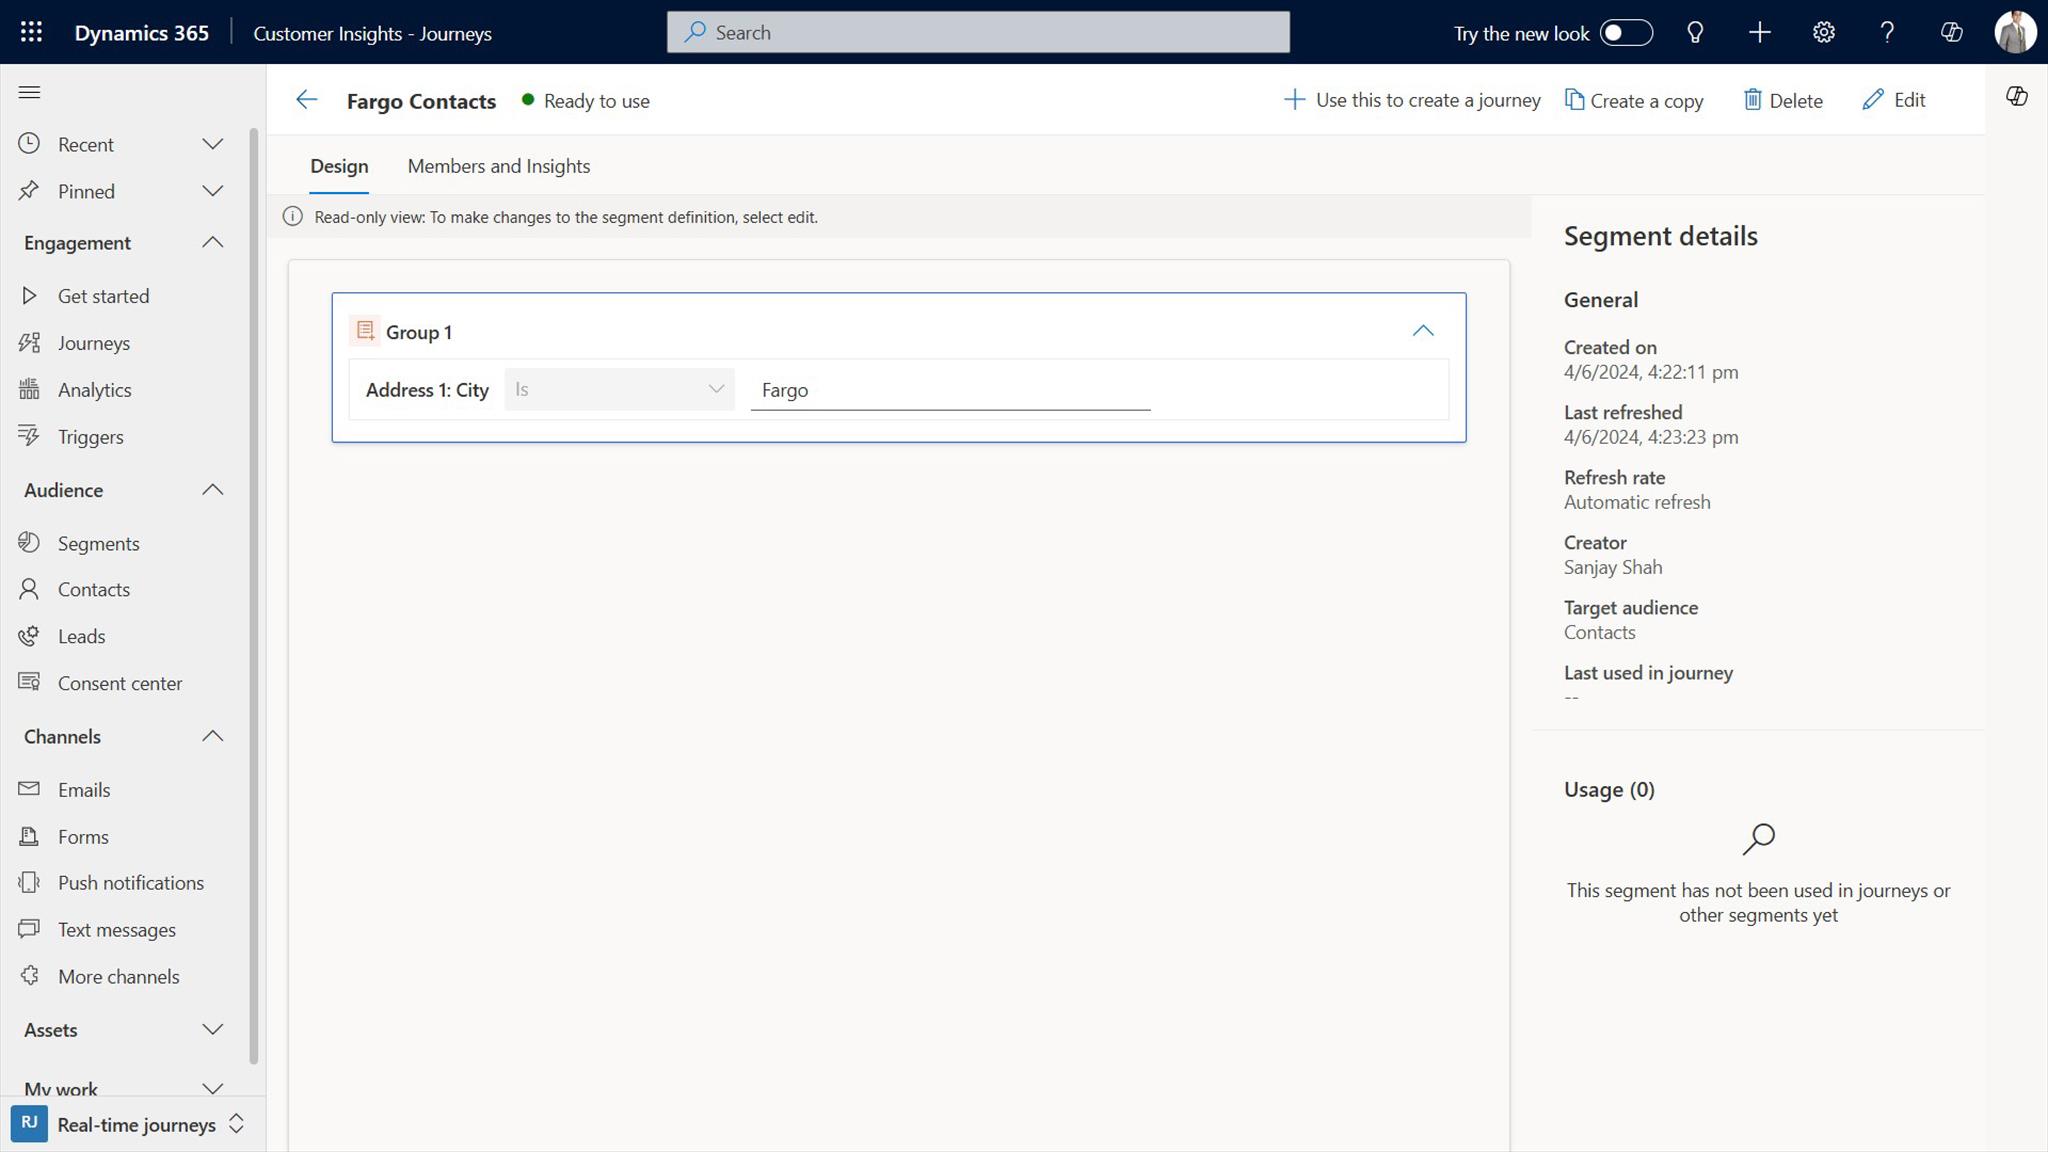 Dynamics 365
Customer Insights - Journeys
Search
Try the new look
Fargo Contacts
Ready to use
Use this to create a journey
Create a copy
Delete
Edit
Recent
Pinned
Engagement
Get started
Journeys
Analytics
Triggers
Audience
Segments
Contacts
Leads
Consent center
Channels
Emails
Forms
Push notifications
Text messages
More channels
Assets
My work
RJ
Real-time journeys
Design
Members and Insights
Read-only view: To make changes to the segment definition, select edit.
Group 1
Address 1: City
Is
Fargo
Segment details
General
Created on
4/6/2024, 4:22:11 pm
Last refreshed
4/6/2024, 4:23:23 pm
Refresh rate
Automatic refresh
Creator
Sanjay Shah
Target audience
Contacts
Last used in journey
--
Usage (0)
This segment has not been used in journeys or
other segments yet